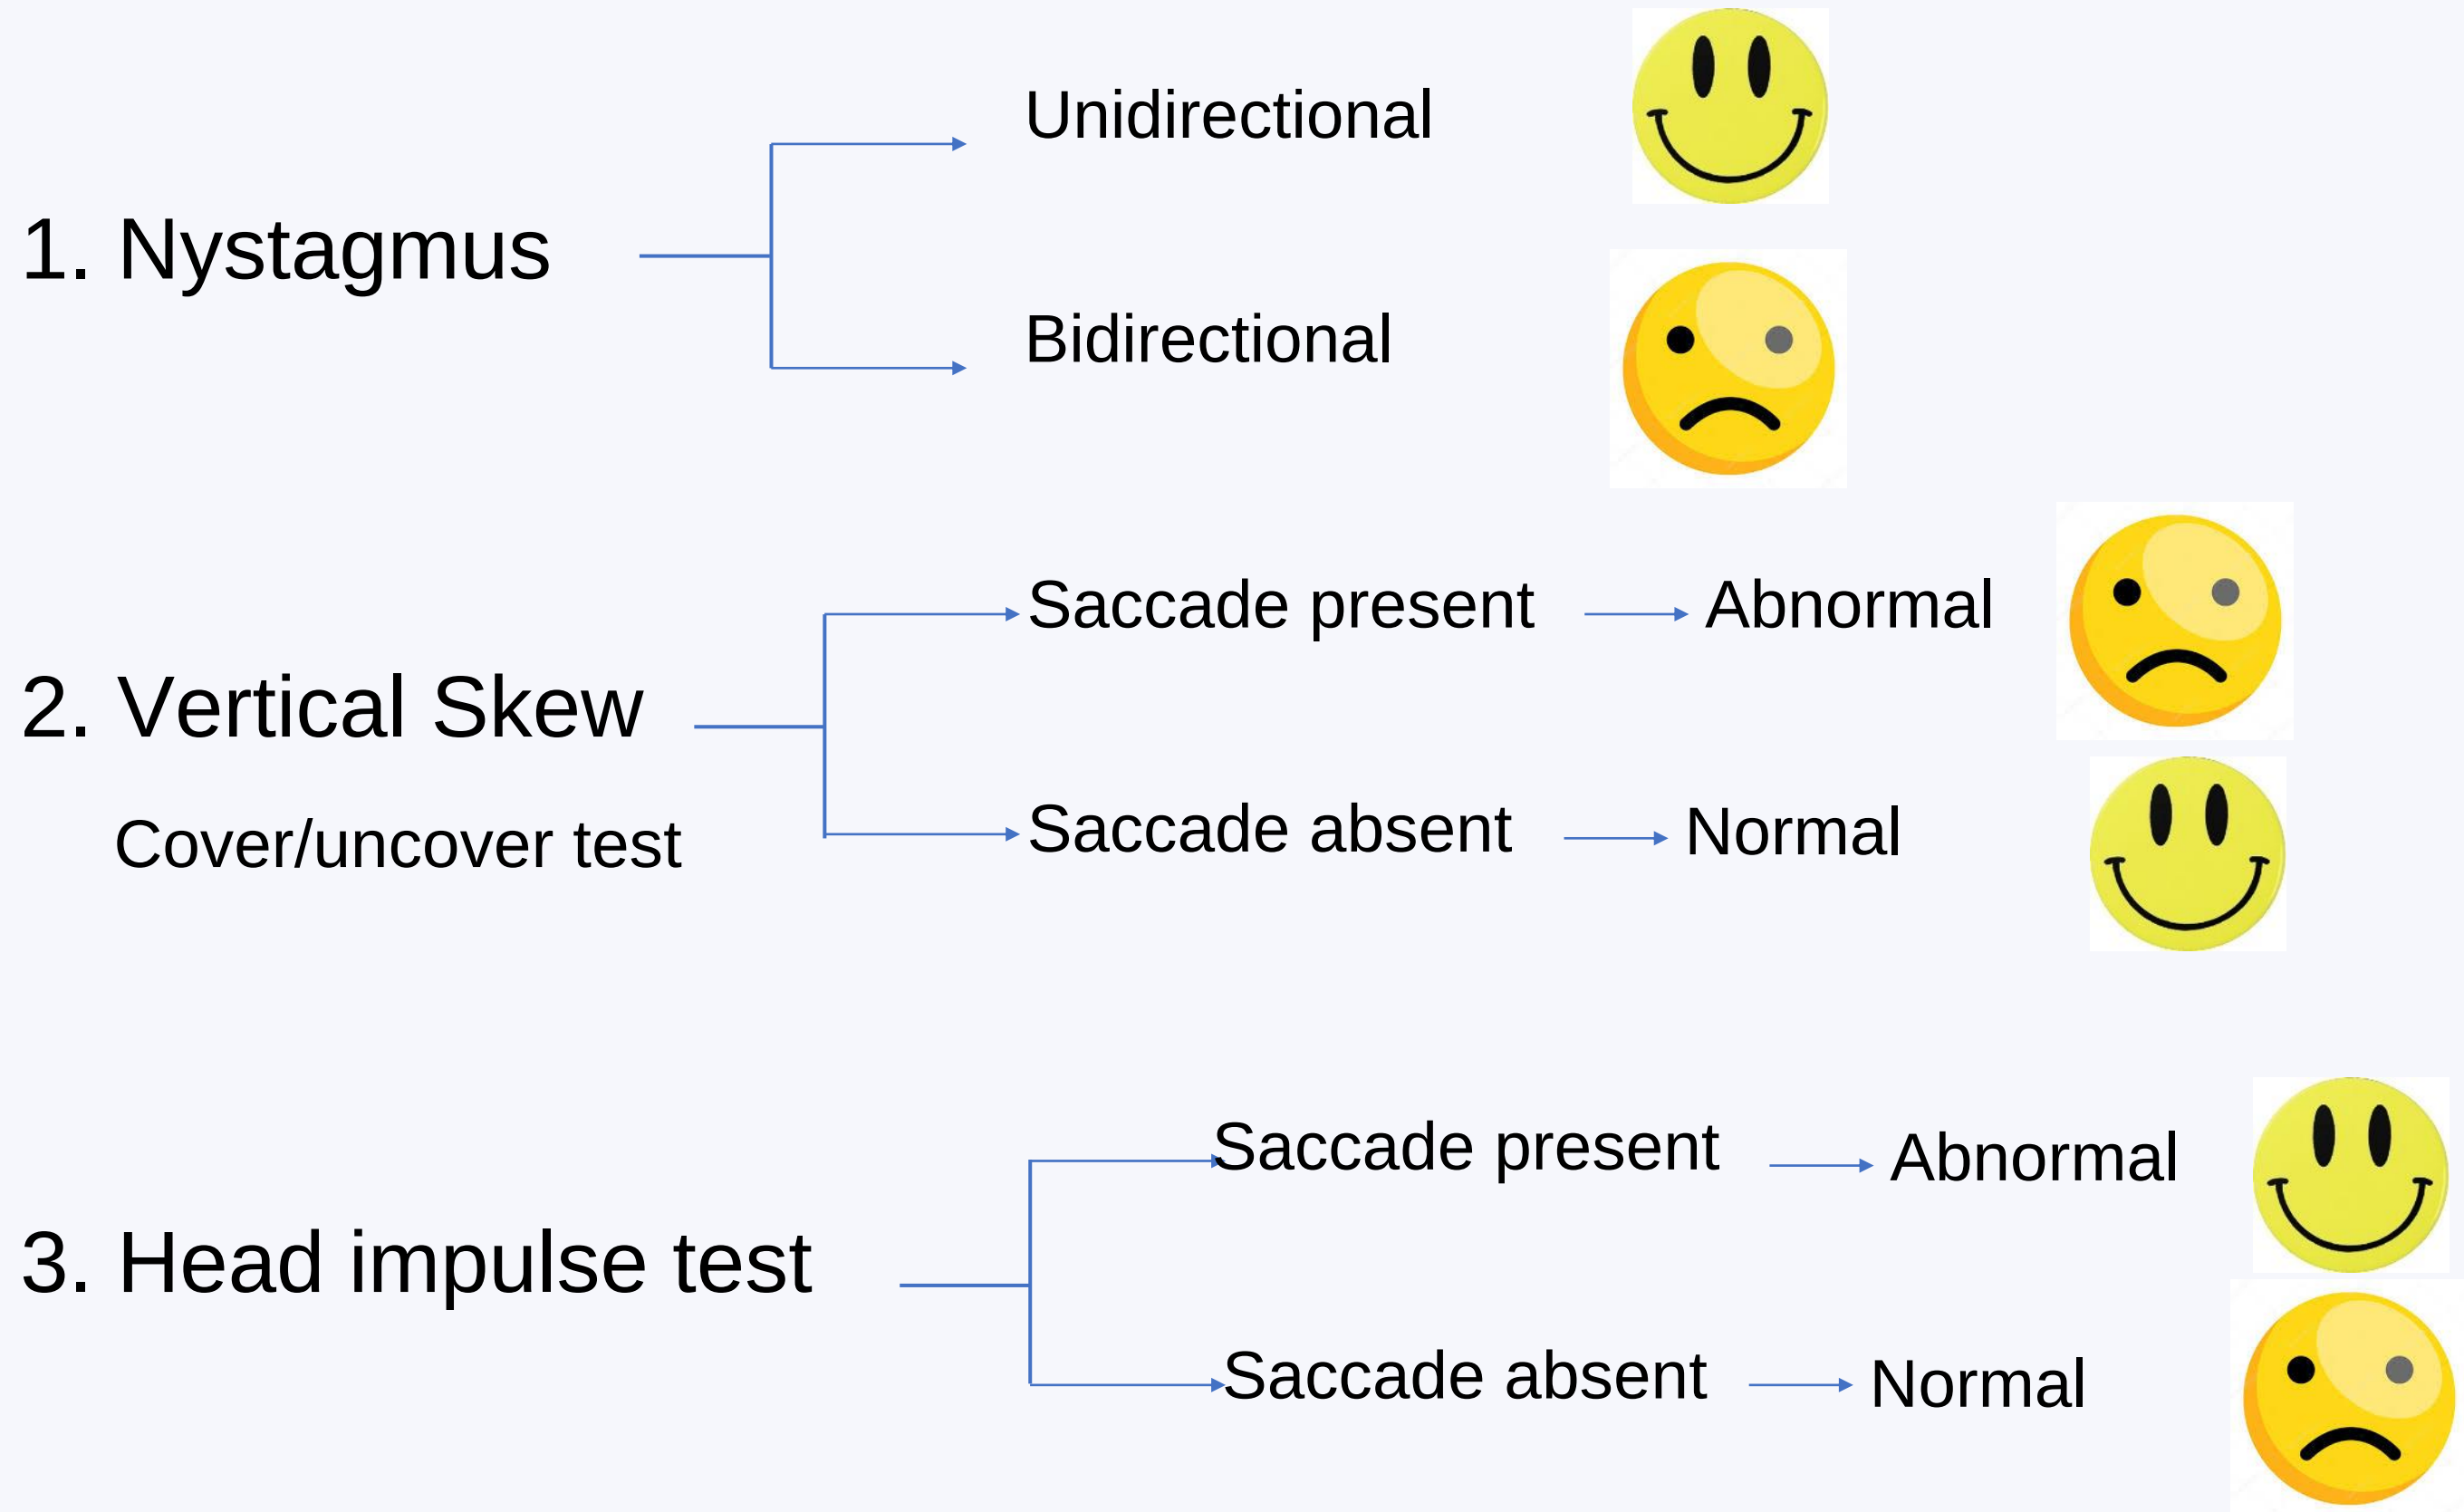 Unidirectional
1. Nystagmus
Bidirectional
Saccade present
Abnormal
2. Vertical Skew
Saccade absent
Normal
Cover/uncover test
Saccade present
Abnormal
3. Head impulse test
Saccade absent
Normal